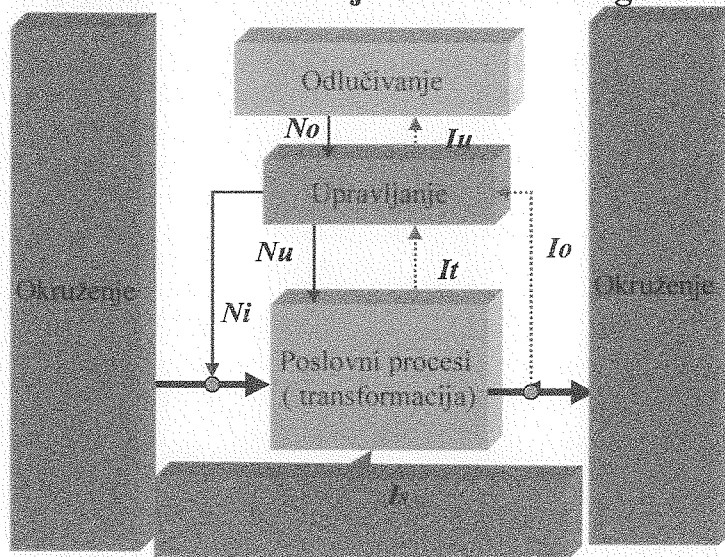 Odlučivanje
No
Iu
Upravljanje
Nu
It
Io
Okruženje
Okruženje
Ni
Poslovni procesi
( transformacija)